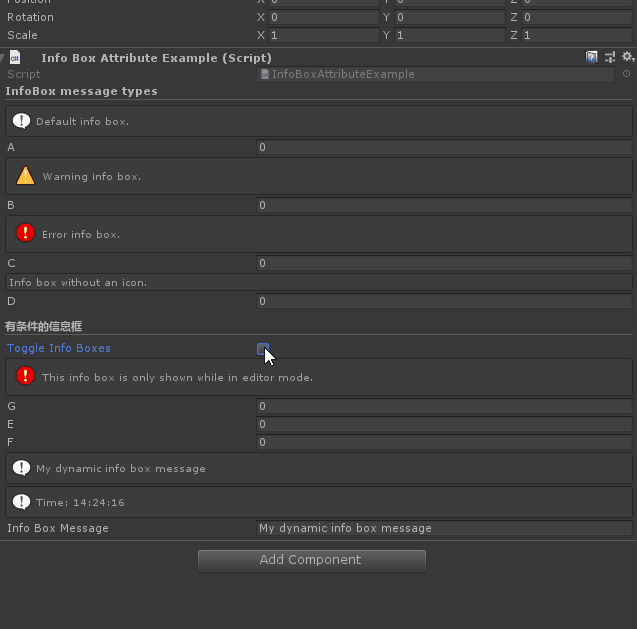 Position X 0 Y 0 Z 0
Rotation X 0 Y 0 Z 0
Scale X 1 Y 1 Z 1
Info Box Attribute Example (Script)
Script InfoBoxAttributeExample
InfoBox message types
Default info box.
A 0
Warning info box.
B 0
Error info box.
C 0
Info box without an icon.
D 0
有条件的信息框
Toggle Info Boxes
This info box is only shown while in editor mode.
G 0
E 0
F 0
My dynamic info box message
Time: 14:24:16
Info Box Message My dynamic info box message
Add Component